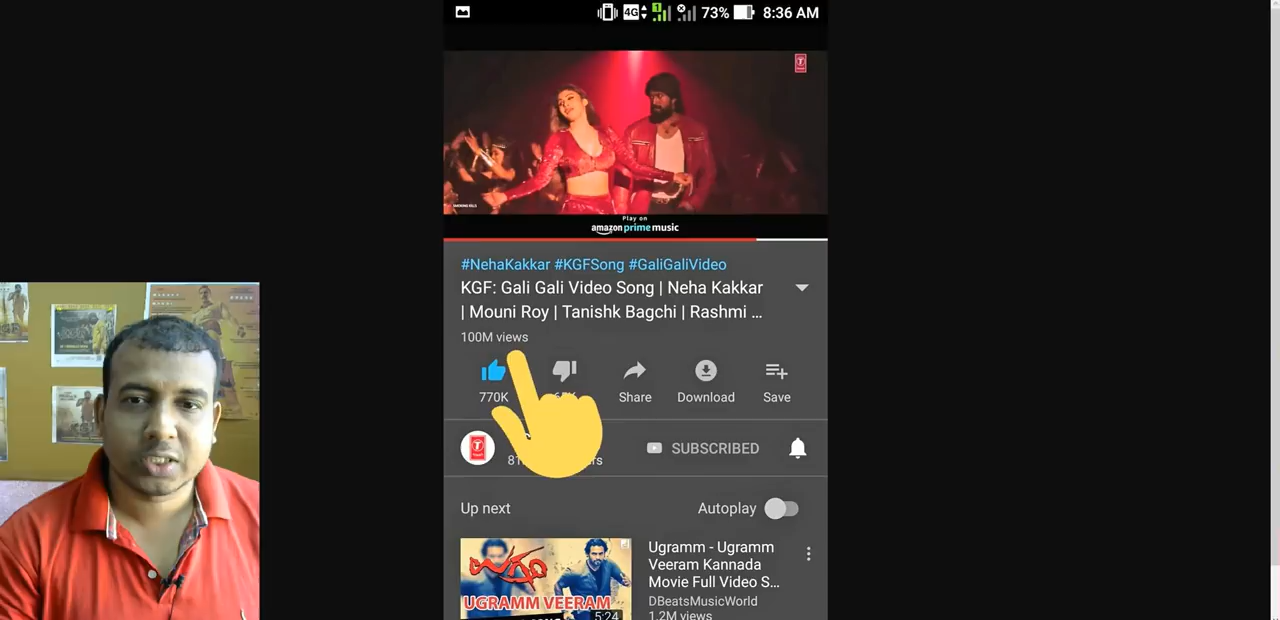 4G
1
73%
8:36 AM
Play on
amazon prime music
#NehaKakkar #KGFSong #GaliGaliVideo
KGF: Gali Gali Video Song | Neha Kakkar
| Mouni Roy | Tanishk Bagchi | Rashmi ...
100M views
770K
Share
Download
Save
SUBSCRIBED
Up next
Autoplay
ಉಗ್ರಂ
UGRAMM VEERAM
5:24
Ugramm - Ugramm
Veeram Kannada
Movie Full Video S...
DBeatsMusicWorld
1.2M views